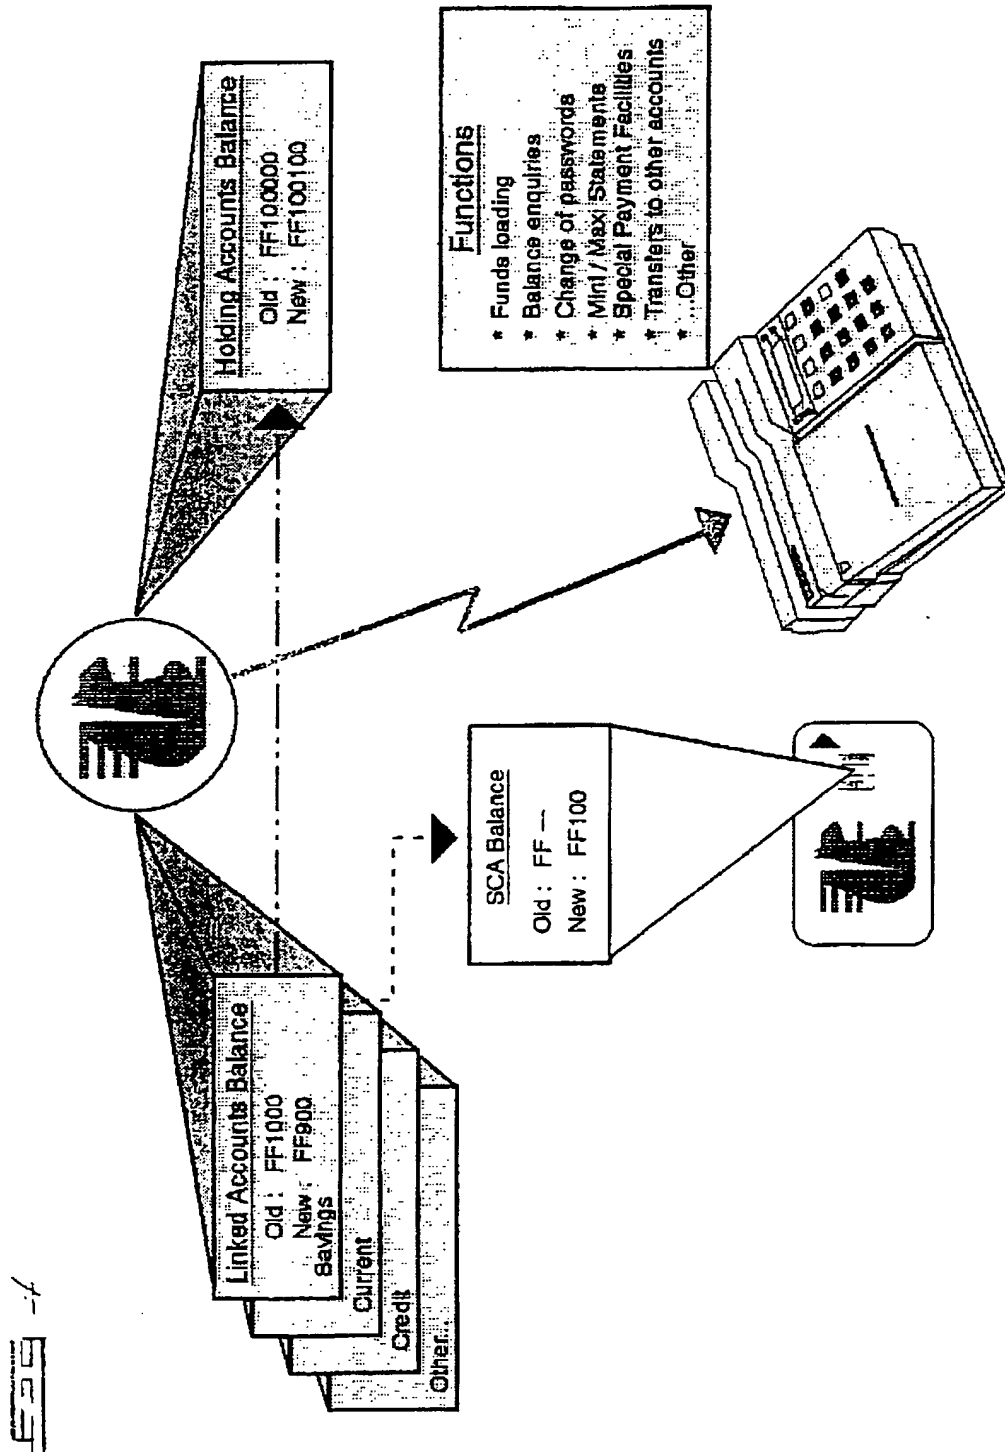 Linked Accounts Balance
Old : FF1000
New : FF900
Savings
Current
Credit
Other...
Holding Accounts Balance
Old : FF100000
New : FF100100
SCA Balance
Old : FF ---
New : FF100
Functions
* Funds loading
* Balance enquiries
* Change of passwords
* Mini / Maxi Statements
* Special Payment Facilities
* Transfers to other accounts
* ...Other